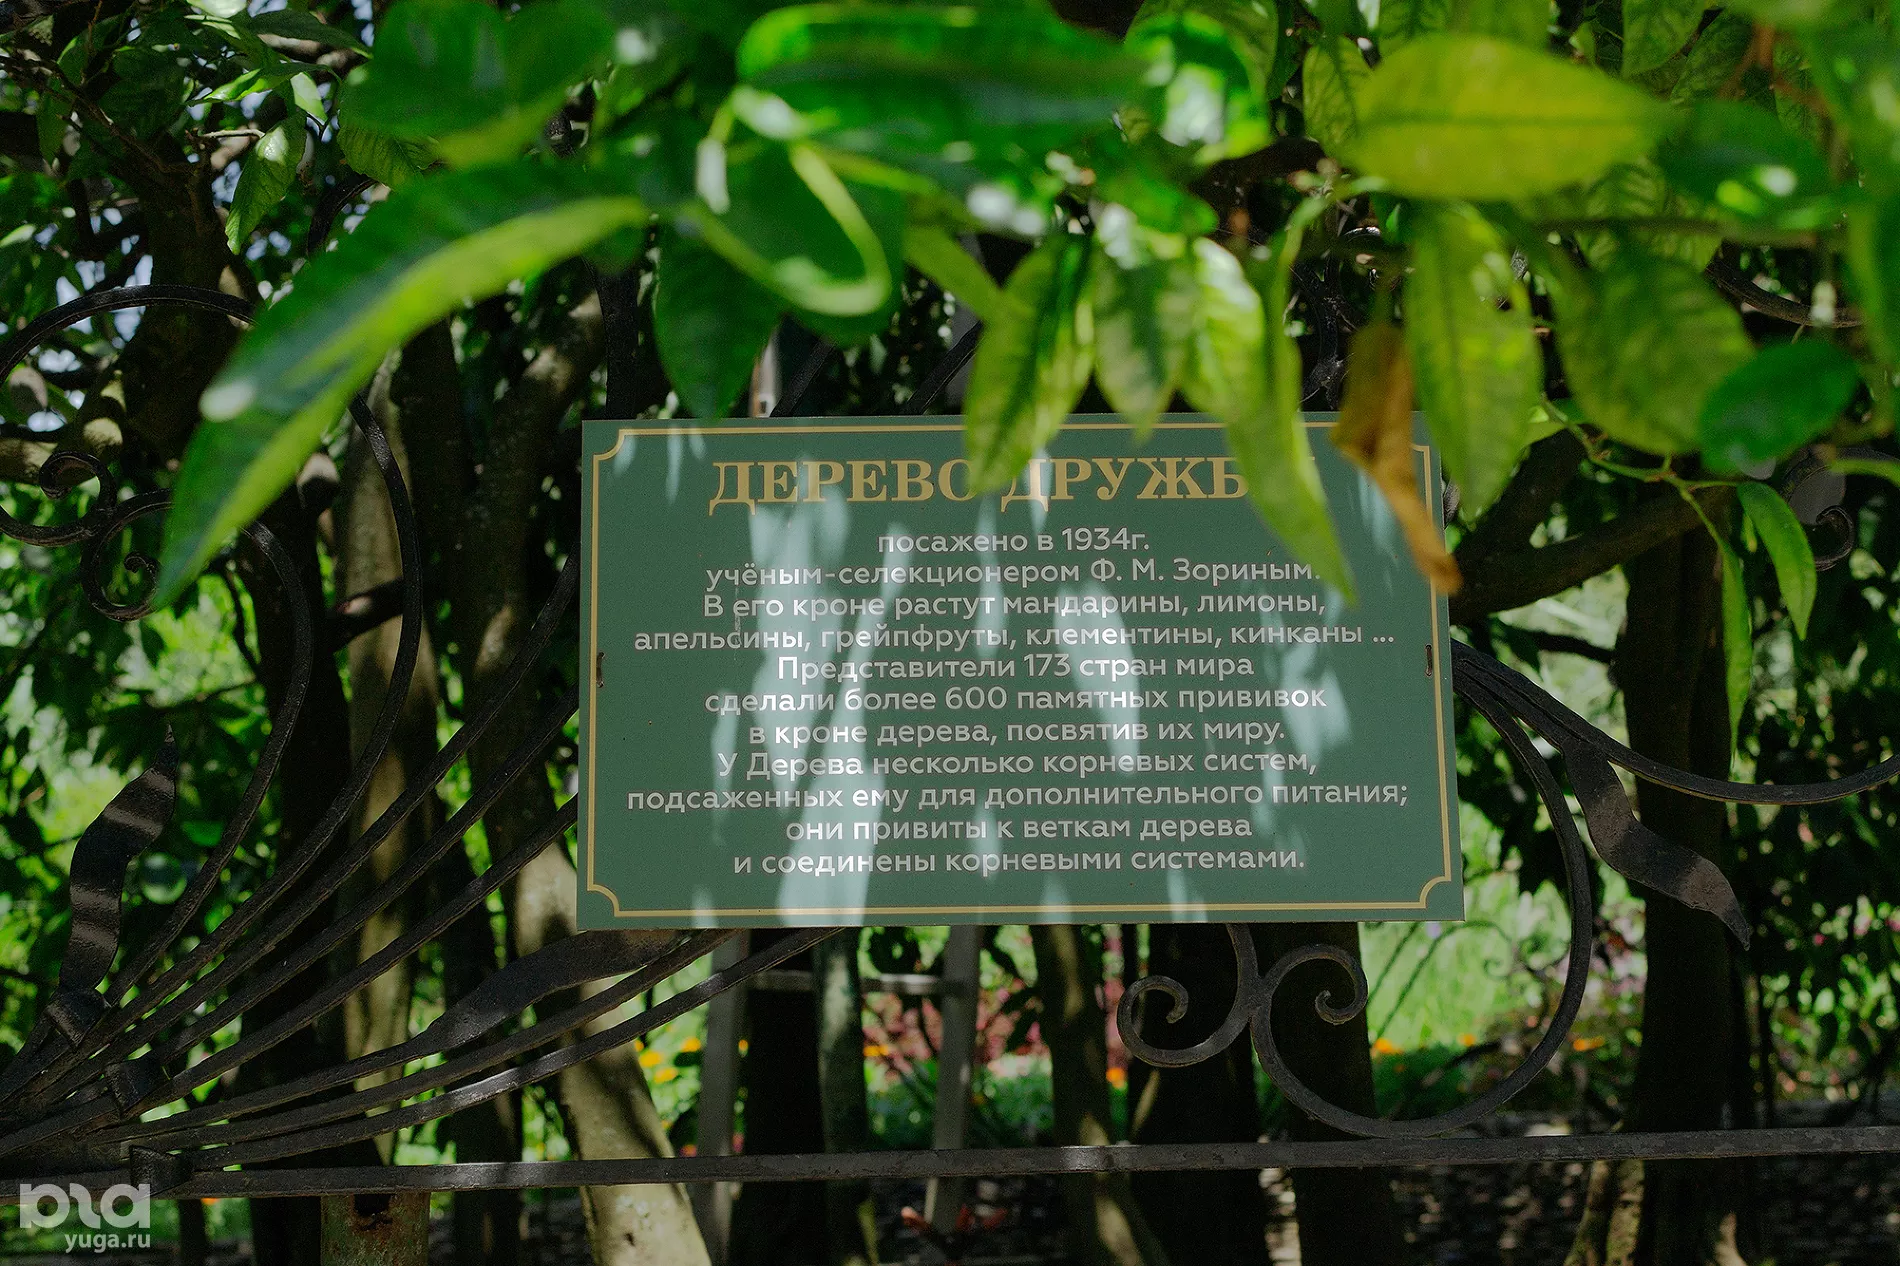 ДЕРЕВО ДРУЖБЫ
посажено в 1934г.
учёным-селекционером Ф. М. Зориным.
В его кроне растут мандарины, лимоны,
апельсины, грейпфруты, клементины, кинканы ...
Представители 173 стран мира
сделали более 600 памятных прививок
в кроне дерева, посвятив их миру.
У Дерева несколько корневых систем,
подсаженных ему для дополнительного питания;
они привиты к веткам дерева
и соединены корневыми системами.
юга
yuga.ru